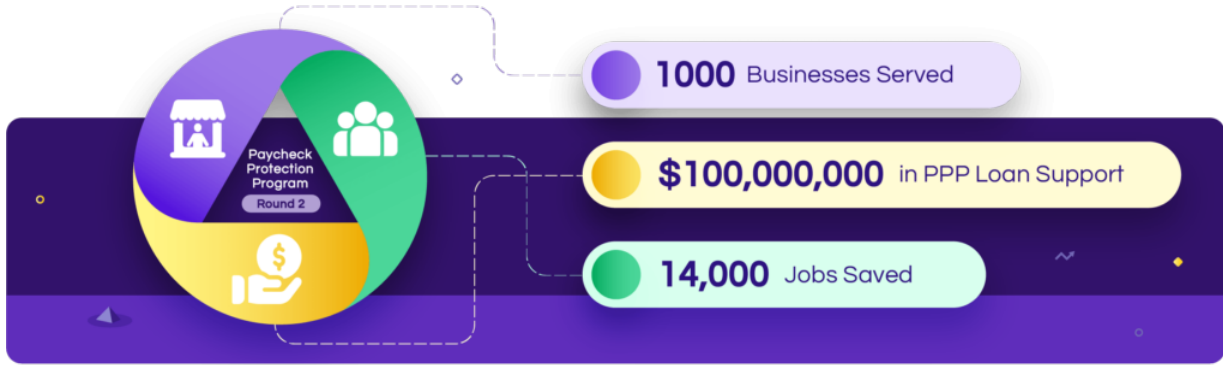 Paycheck
Protection
Program
Round 2
1000 Businesses Served
$100,000,000 in PPP Loan Support
14,000 Jobs Saved